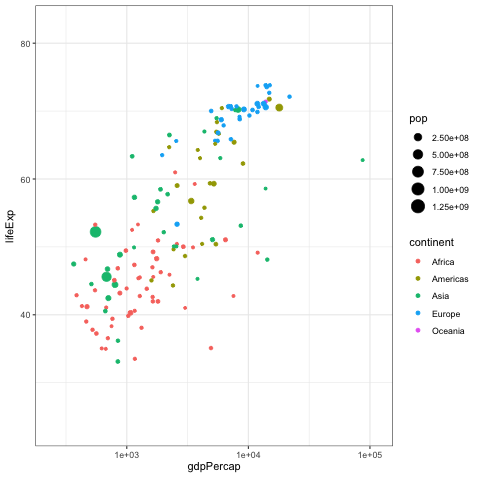 80
60
40
lifeExp
1e+03
1e+04
1e+05
gdpPercap
pop
2.50e+08
5.00e+08
7.50e+08
1.00e+09
1.25e+09
continent
Africa
Americas
Asia
Europe
Oceania